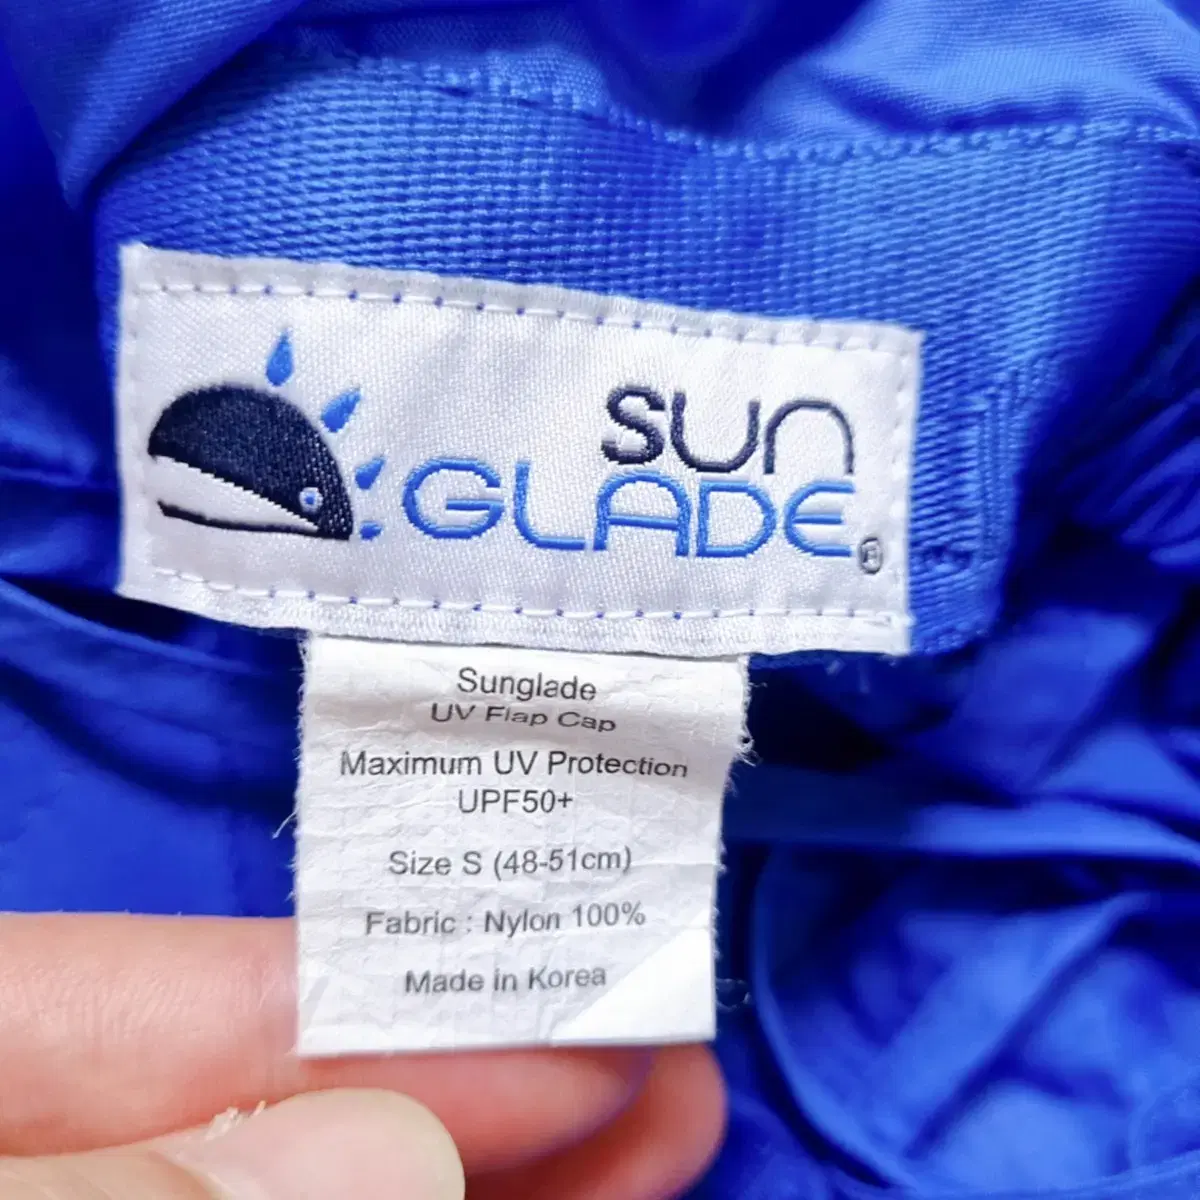 SUN
GLADE®
Sunglade
UV Flap Cap
Maximum UV Protection
UPF50+
Size S (48-51cm)
Fabric : Nylon 100%
Made in Korea